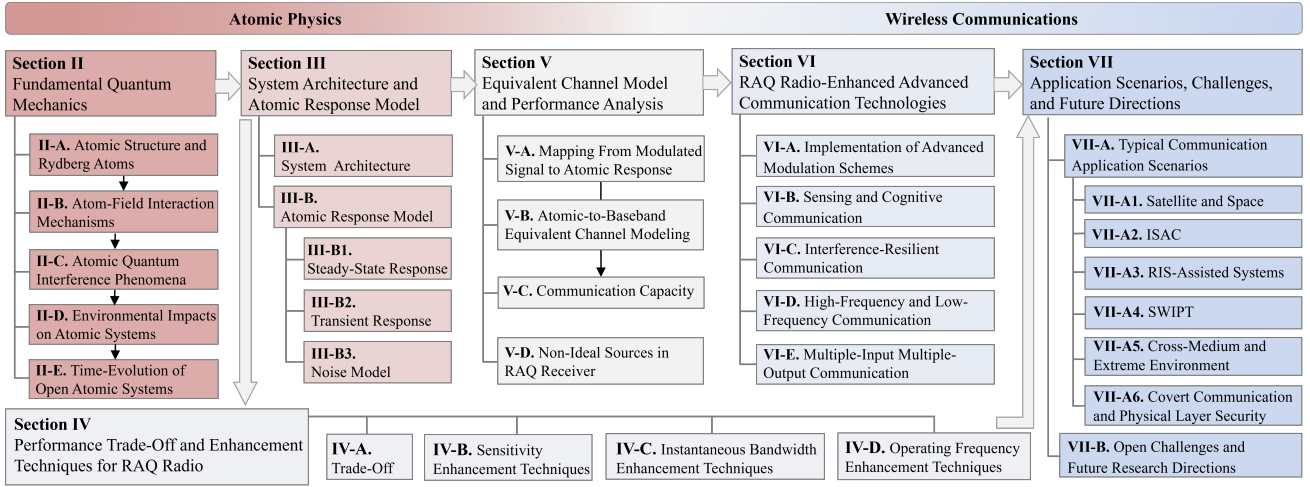 Atomic Physics
Wireless Communications
Section II
Fundamental Quantum
Mechanics
II-A. Atomic Structure and
Rydberg Atoms
II-B. Atom-Field Interaction
Mechanisms
II-C. Atomic Quantum
Interference Phenomena
II-D. Environmental Impacts
on Atomic Systems
II-E. Time-Evolution of
Open Atomic Systems
Section III
System Architecture and
Atomic Response Model
III-A.
System Architecture
III-B.
Atomic Response Model
III-B1.
Steady-State Response
III-B2.
Transient Response
III-B3.
Noise Model
Section V
Equivalent Channel Model
and Performance Analysis
V-A. Mapping From Modulated
Signal to Atomic Response
V-B. Atomic-to-Baseband
Equivalent Channel Modeling
V-C. Communication Capacity
V-D. Non-Ideal Sources in
RAQ Receiver
Section VI
RAQ Radio-Enhanced Advanced
Communication Technologies
VI-A. Implementation of Advanced
Modulation Schemes
VI-B. Sensing and Cognitive
Communication
VI-C. Interference-Resilient
Communication
VI-D. High-Frequency and Low-
Frequency Communication
VI-E. Multiple-Input Multiple-
Output Communication
Section VII
Application Scenarios, Challenges,
and Future Directions
VII-A. Typical Communication
Application Scenarios
VII-A1. Satellite and Space
VII-A2. ISAC
VII-A3. RIS-Assisted Systems
VII-A4. SWIPT
VII-A5. Cross-Medium and
Extreme Environment
VII-A6. Covert Communication
and Physical Layer Security
VII-B. Open Challenges and
Future Research Directions
Section IV
Performance Trade-Off and Enhancement
Techniques for RAQ Radio
IV-A.
Trade-Off
IV-B. Sensitivity
Enhancement Techniques
IV-C. Instantaneous Bandwidth
Enhancement Techniques
IV-D. Operating Frequency
Enhancement Techniques